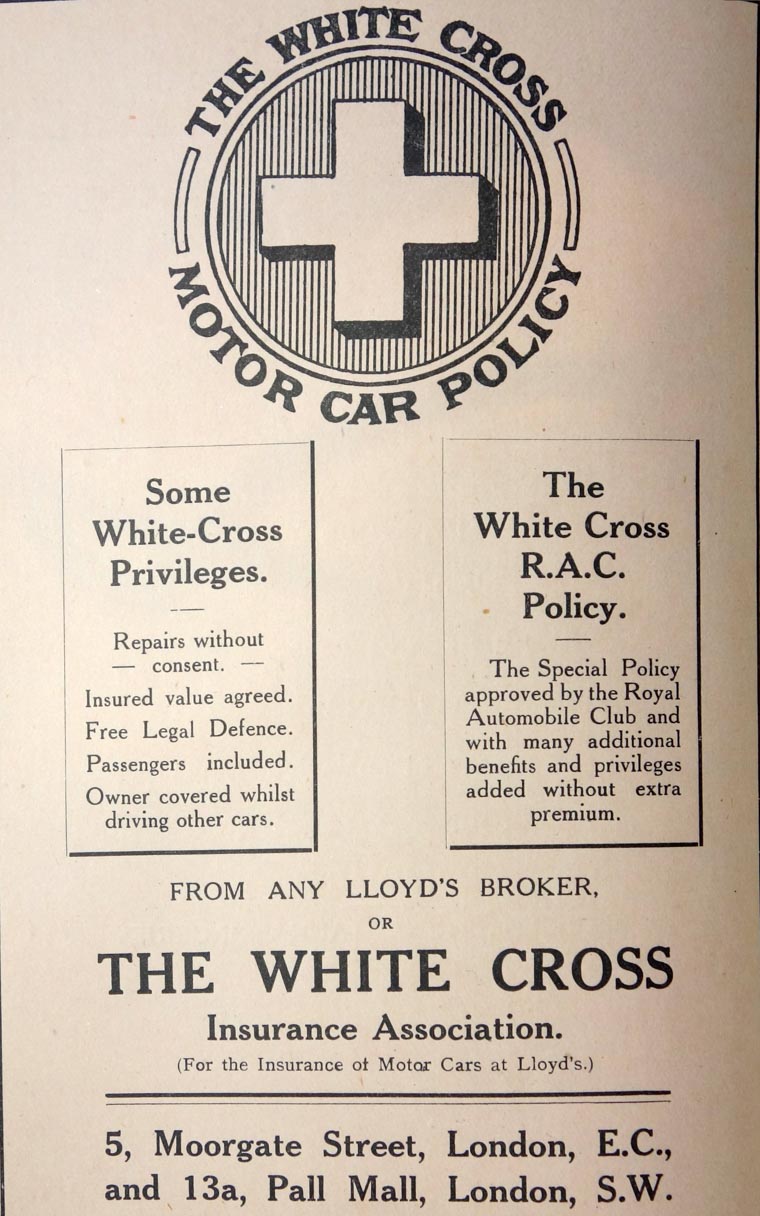 THE WHITE CROSS
MOTOR CAR POLICY
Some
White-Cross
Privileges.
Repairs without
— consent. —
Insured value agreed.
Free Legal Defence.
Passengers included.
Owner covered whilst
driving other cars.
The
White Cross
R.A.C.
Policy.
The Special Policy
approved by the Royal
Automobile Club and
with many additional
benefits and privileges
added without extra
premium.
FROM ANY LLOYD'S BROKER,
OR
THE WHITE CROSS
Insurance Association.
(For the Insurance of Motor Cars at Lloyd's.)
5, Moorgate Street, London, E.C.,
and 13a, Pall Mall, London, S.W.